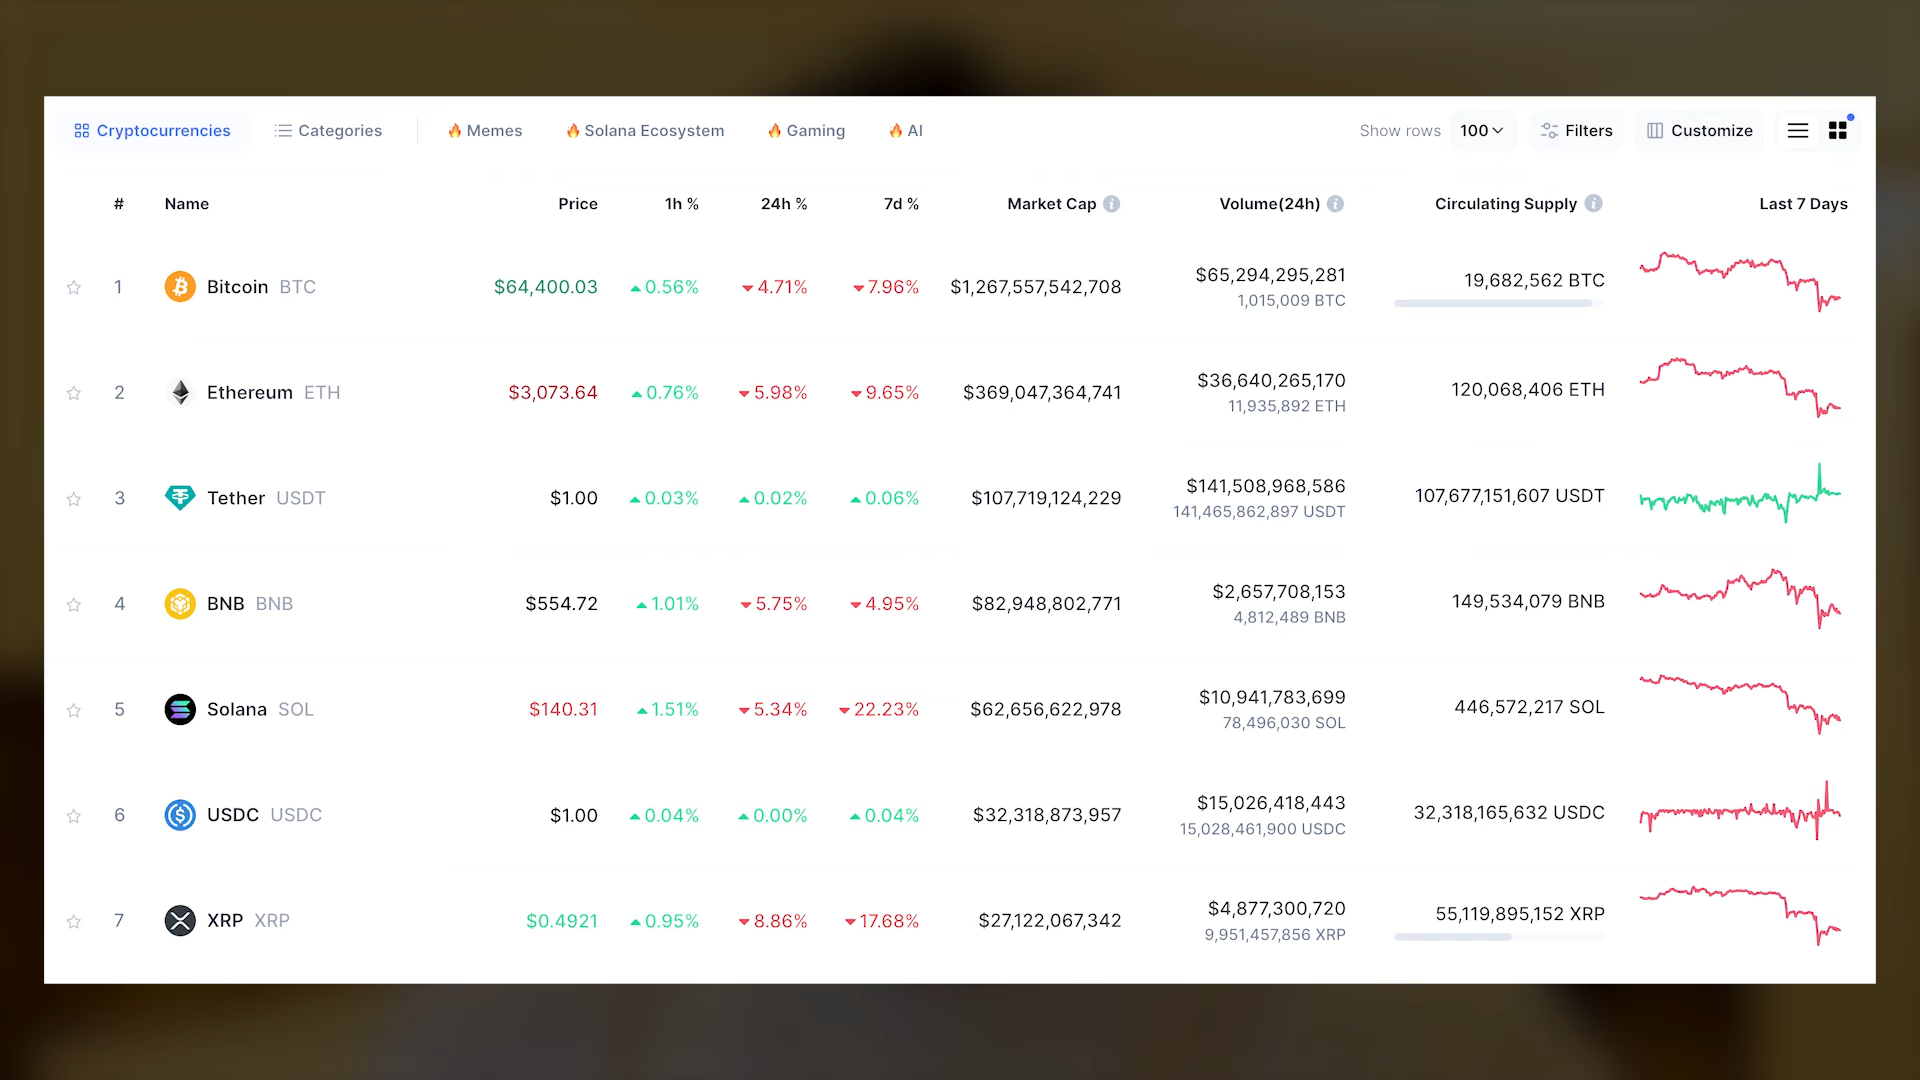 Cryptocurrencies Categories Memes Solana Ecosystem Gaming AI Show rows 100 Filters Customize
# Name Price 1h % 24h % 7d % Market Cap Volume(24h) Circulating Supply Last 7 Days
1 Bitcoin BTC $64,400.03 0.56% 4.71% 7.96% $1,267,557,542,708 $65,294,295,281 19,682,562 BTC
1,015,009 BTC
2 Ethereum ETH $3,073.64 0.76% 5.98% 9.65% $369,047,364,741 $36,640,265,170 120,068,406 ETH
11,935,892 ETH
3 Tether USDT $1.00 0.03% 0.02% 0.06% $107,719,124,229 $141,508,968,586 107,677,151,607 USDT
141,465,862,897 USDT
4 BNB BNB $554.72 1.01% 5.75% 4.95% $82,948,802,771 $2,657,708,153 149,534,079 BNB
4,812,489 BNB
5 Solana SOL $140.31 1.51% 5.34% 22.23% $62,656,622,978 $10,941,783,699 446,572,217 SOL
78,496,030 SOL
6 USDC USDC $1.00 0.04% 0.00% 0.04% $32,318,873,957 $15,026,418,443 32,318,165,632 USDC
15,028,461,900 USDC
7 XRP XRP $0.4921 0.95% 8.86% 17.68% $27,122,067,342 $4,877,300,720 55,119,895,152 XRP
9,951,457,856 XRP